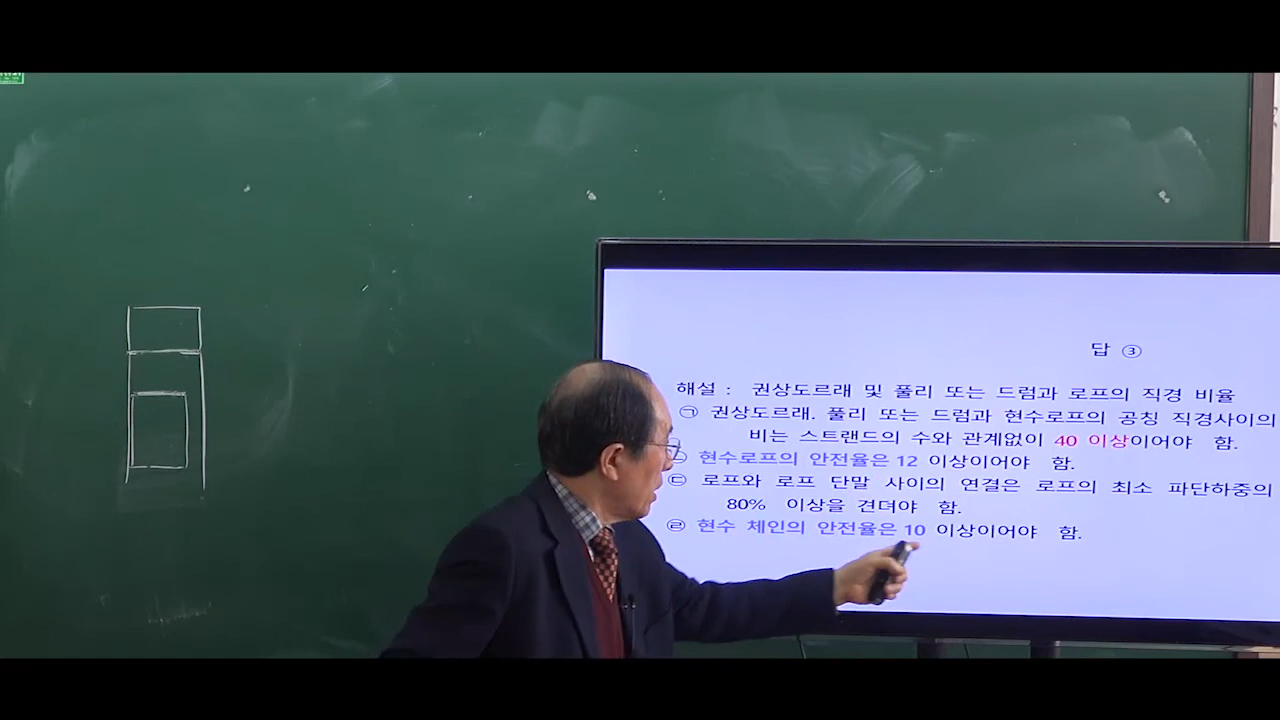 답 ③
해설 : 권상도르래 및 풀리 또는 드럼과 로프의 직경 비율
㉠ 권상도르래. 풀리 또는 드럼과 현수로프의 공칭 직경사이의
비는 스트랜드의 수와 관계없이 40 이상이어야 함.
현수로프의 안전율은 12 이상이어야 함.
㉢ 로프와 로프 단말 사이의 연결은 로프의 최소 파단하중의
80% 이상을 견뎌야 함.
㉣ 현수 체인의 안전율은 10 이상이어야 함.